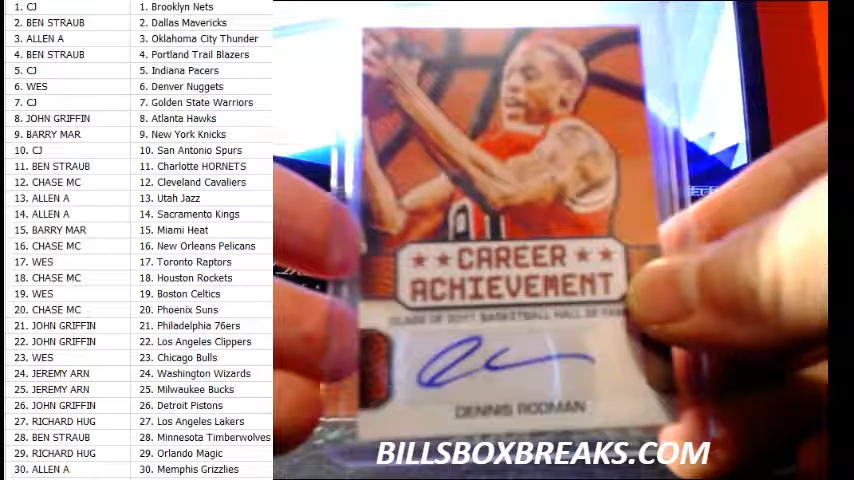 1. CJ 1. Brooklyn Nets
2. BEN STRAUB 2. Dallas Mavericks
3. ALLEN A 3. Oklahoma City Thunder
4. BEN STRAUB 4. Portland Trail Blazers
5. CJ 5. Indiana Pacers
6. WES 6. Denver Nuggets
7. CJ 7. Golden State Warriors
8. JOHN GRIFFIN 8. Atlanta Hawks
9. BARRY MAR 9. New York Knicks
10. CJ 10. San Antonio Spurs
11. BEN STRAUB 11. Charlotte HORNETS
12. CHASE MC 12. Cleveland Cavaliers
13. ALLEN A 13. Utah Jazz
14. ALLEN A 14. Sacramento Kings
15. BARRY MAR 15. Miami Heat
16. CHASE MC 16. New Orleans Pelicans
17. WES 17. Toronto Raptors
18. CHASE MC 18. Houston Rockets
19. WES 19. Boston Celtics
20. CHASE MC 20. Phoenix Suns
21. JOHN GRIFFIN 21. Philadelphia 76ers
22. JOHN GRIFFIN 22. Los Angeles Clippers
23. WES 23. Chicago Bulls
24. JEREMY ARN 24. Washington Wizards
25. JEREMY ARN 25. Milwaukee Bucks
26. JOHN GRIFFIN 26. Detroit Pistons
27. RICHARD HUG 27. Los Angeles Lakers
28. BEN STRAUB 28. Minnesota Timberwolves
29. RICHARD HUG 29. Orlando Magic
30. ALLEN A 30. Memphis Grizzlies
CAREER
ACHIEVEMENT
CLASS OF 2011 BASKETBALL HALL OF FAME
DENNIS RODMAN
BILLSBOXBREAKS.COM